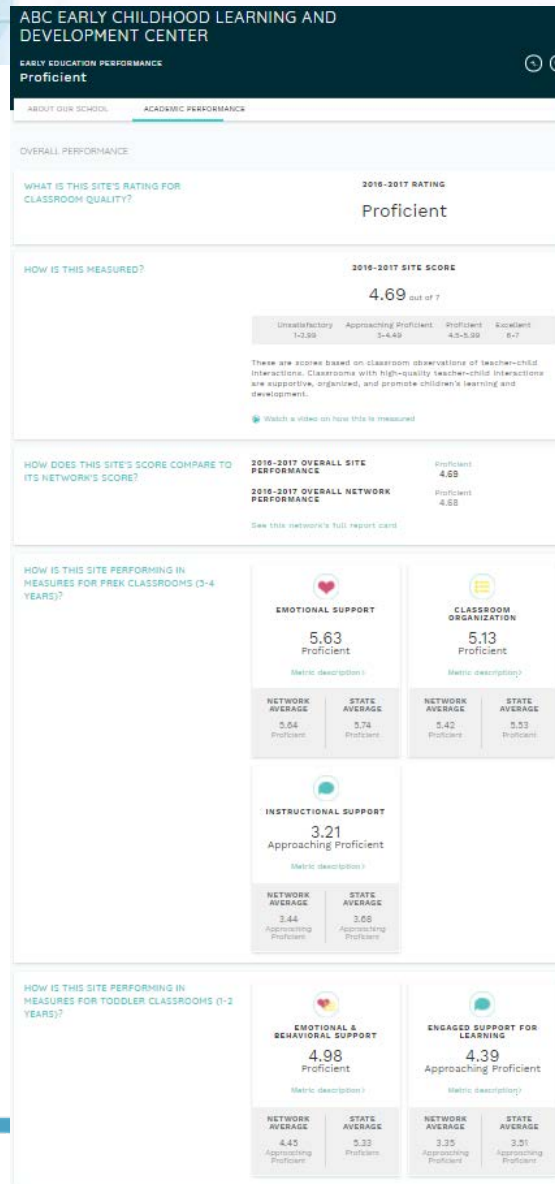 ABC EARLY CHILDHOOD LEARNING AND
DEVELOPMENT CENTER
EARLY EDUCATION PERFORMANCE
Proficient
ABOUT OUR SCHOOL ACADEMIC PERFORMANCE
OVERALL PERFORMANCE
WHAT IS THIS SITE'S RATING FOR
CLASSROOM QUALITY?
2016-2017 RATING
Proficient
HOW IS THIS MEASURED?
2016-2017 SITE SCORE
4.69 out of 7
Unsatisfactory Approaching Proficient Proficient Excellent
1-3.99 3-4.49 4.5-5.99 6-7
These are scores based on classroom observations of teacher-child
interactions. Classrooms with high-quality teacher-child interactions
are supportive, organized, and promote children's learning and
development.
Watch a video on how this is measured
HOW DOES THIS SITE'S SCORE COMPARE TO
ITS NETWORK'S SCORE?
2016-2017 OVERALL SITE
PERFORMANCE
Proficient
4.69
2016-2017 OVERALL NETWORK
PERFORMANCE
Proficient
4.68
See this network's full report card
HOW IS THIS SITE PERFORMING IN
MEASURES FOR PREK CLASSROOMS (3-4
YEARS)?
EMOTIONAL SUPPORT
5.63
Proficient
Metric description>
NETWORK
AVERAGE
5.64
Proficient
STATE
AVERAGE
5.74
Proficient
CLASSROOM
ORGANIZATION
5.13
Proficient
Metric description>
NETWORK
AVERAGE
5.42
Proficient
STATE
AVERAGE
5.53
Proficient
INSTRUCTIONAL SUPPORT
3.21
Approaching Proficient
Metric description>
NETWORK
AVERAGE
3.44
Approaching
Proficient
STATE
AVERAGE
3.68
Approaching
Proficient
HOW IS THIS SITE PERFORMING IN
MEASURES FOR TODDLER CLASSROOMS (1-2
YEARS)?
EMOTIONAL &
BEHAVIORAL SUPPORT
4.98
Proficient
Metric description>
NETWORK
AVERAGE
4.45
Approaching
Proficient
STATE
AVERAGE
5.33
Proficient
ENGAGED SUPPORT FOR
LEARNING
4.39
Approaching Proficient
Metric description>
NETWORK
AVERAGE
3.35
Approaching
Proficient
STATE
AVERAGE
3.51
Approaching
Proficient